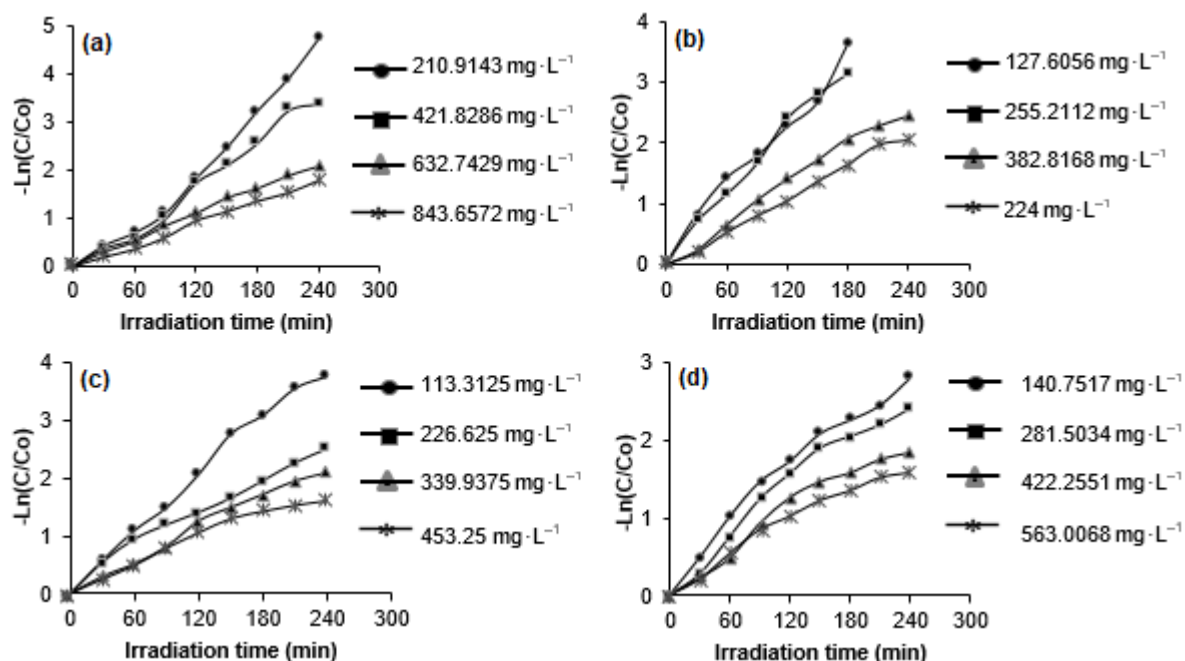 (a)
-Ln(C/Co)
5
4
3
2
1
0
0 60 120 180 240 300
Irradiation time (min)
210.9143 mg·L⁻¹
421.8286 mg·L⁻¹
632.7429 mg·L⁻¹
843.6572 mg·L⁻¹
(b)
-Ln(C/Co)
4
3
2
1
0
0 60 120 180 240 300
Irradiation time (min)
127.6056 mg·L⁻¹
255.2112 mg·L⁻¹
382.8168 mg·L⁻¹
224 mg·L⁻¹
(c)
-Ln(C/Co)
4
3
2
1
0
0 60 120 180 240 300
Irradiation time (min)
113.3125 mg·L⁻¹
226.625 mg·L⁻¹
339.9375 mg·L⁻¹
453.25 mg·L⁻¹
(d)
-Ln(C/Co)
3
2
1
0
0 60 120 180 240 300
Irradiation time (min)
140.7517 mg·L⁻¹
281.5034 mg·L⁻¹
422.2551 mg·L⁻¹
563.0068 mg·L⁻¹